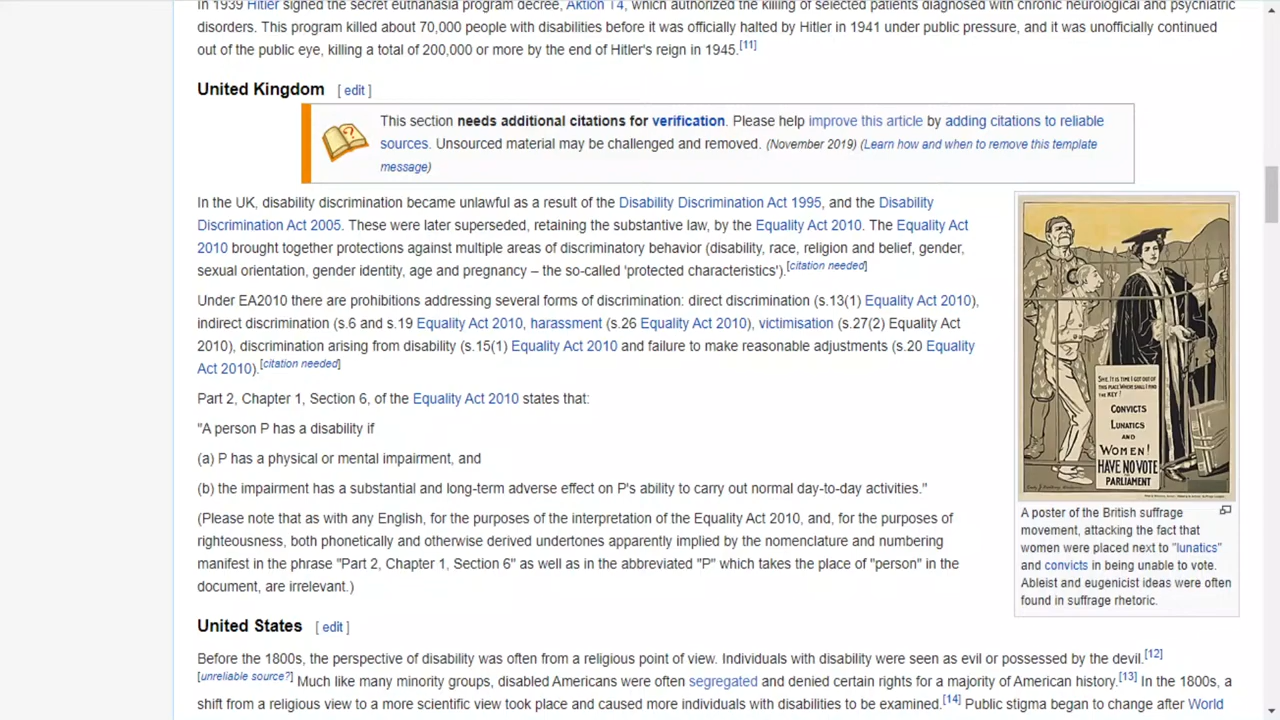 In 1939 Hitler signed the secret euthanasia program decree, Aktion T4, which authorized the killing of selected patients diagnosed with chronic neurological and psychiatric
disorders. This program killed about 70,000 people with disabilities before it was officially halted by Hitler in 1941 under public pressure, and it was unofficially continued
out of the public eye, killing a total of 200,000 or more by the end of Hitler's reign in 1945.[11]
United Kingdom [ edit ]
This section needs additional citations for verification. Please help improve this article by adding citations to reliable
sources. Unsourced material may be challenged and removed. (November 2019) (Learn how and when to remove this template
message)
In the UK, disability discrimination became unlawful as a result of the Disability Discrimination Act 1995, and the Disability
Discrimination Act 2005. These were later superseded, retaining the substantive law, by the Equality Act 2010. The Equality Act
2010 brought together protections against multiple areas of discriminatory behavior (disability, race, religion and belief, gender,
sexual orientation, gender identity, age and pregnancy – the so-called 'protected characteristics').[citation needed]
Under EA2010 there are prohibitions addressing several forms of discrimination: direct discrimination (s.13(1) Equality Act 2010),
indirect discrimination (s.6 and s.19 Equality Act 2010, harassment (s.26 Equality Act 2010), victimisation (s.27(2) Equality Act
2010), discrimination arising from disability (s.15(1) Equality Act 2010 and failure to make reasonable adjustments (s.20 Equality
Act 2010).[citation needed]
Part 2, Chapter 1, Section 6, of the Equality Act 2010 states that:
"A person P has a disability if
(a) P has a physical or mental impairment, and
(b) the impairment has a substantial and long-term adverse effect on P's ability to carry out normal day-to-day activities."
(Please note that as with any English, for the purposes of the interpretation of the Equality Act 2010, and, for the purposes of
righteousness, both phonetically and otherwise derived undertones apparently implied by the nomenclature and numbering
manifest in the phrase "Part 2, Chapter 1, Section 6" as well as in the abbreviated "P" which takes the place of "person" in the
document, are irrelevant.)
SHE. IT IS TIME I GOT OUT OF
THIS PLACE WHERE SHALL I FIND
THE KEY?
CONVICTS
LUNATICS
AND
WOMEN!
HAVE NO VOTE
PARLIAMENT
A poster of the British suffrage
movement, attacking the fact that
women were placed next to "lunatics"
and convicts in being unable to vote.
Ableist and eugenicist ideas were often
found in suffrage rhetoric.
United States [ edit ]
Before the 1800s, the perspective of disability was often from a religious point of view. Individuals with disability were seen as evil or possessed by the devil.[12]
[unreliable source?] Much like many minority groups, disabled Americans were often segregated and denied certain rights for a majority of American history.[13] In the 1800s, a
shift from a religious view to a more scientific view took place and caused more individuals with disabilities to be examined.[14] Public stigma began to change after World